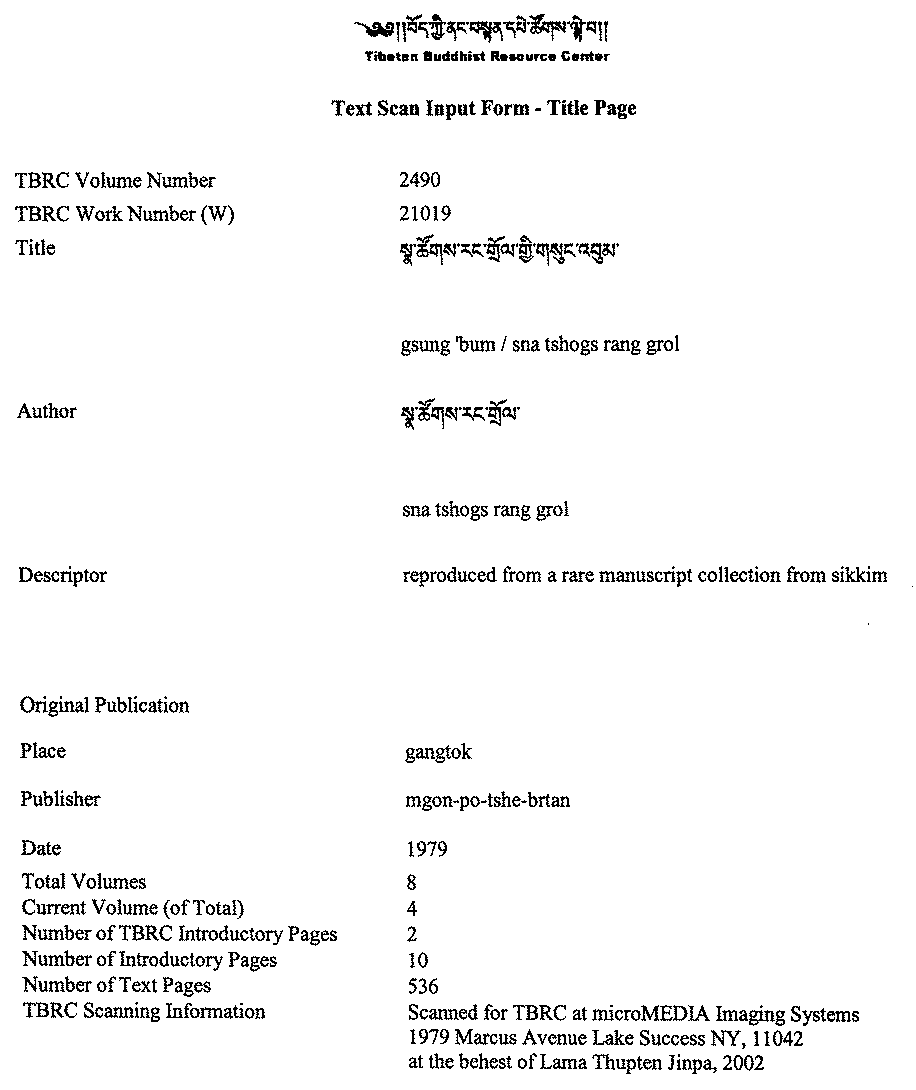 ༄༅།།བོད་ཀྱི་ནང་བསྟན་དཔེ་ཚོགས་ལྟེ་བ།།
Tibetan Buddhist Resource Center
Text Scan Input Form - Title Page
TBRC Volume Number 2490
TBRC Work Number (W) 21019
Title སྣ་ཚོགས་རང་གྲོལ་གྱི་གསུང་འབུམ་
gsung 'bum / sna tshogs rang grol
Author སྣ་ཚོགས་རང་གྲོལ་
sna tshogs rang grol
Descriptor reproduced from a rare manuscript collection from sikkim
Original Publication
Place gangtok
Publisher mgon-po-tshe-brtan
Date 1979
Total Volumes 8
Current Volume (of Total) 4
Number of TBRC Introductory Pages 2
Number of Introductory Pages 10
Number of Text Pages 536
TBRC Scanning Information Scanned for TBRC at microMEDIA Imaging Systems
1979 Marcus Avenue Lake Success NY, 11042
at the behest of Lama Thupten Jinpa, 2002